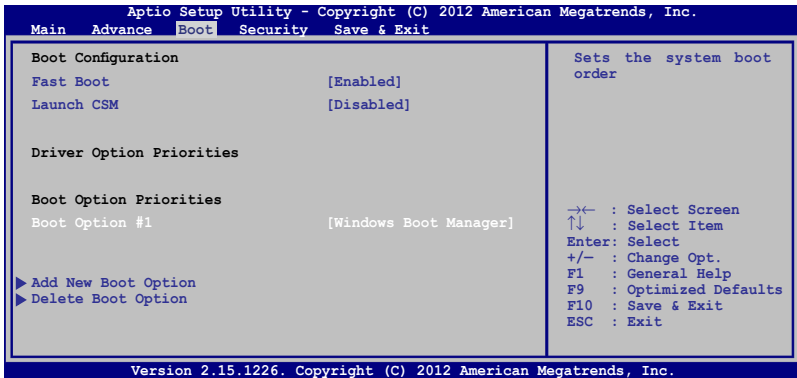 Aptio Setup Utility - Copyright (C) 2012 American Megatrends, Inc.
Main Advance Boot Security Save & Exit
Boot Configuration
Fast Boot [Enabled]
Launch CSM [Disabled]
Driver Option Priorities
Boot Option Priorities
Boot Option #1 [Windows Boot Manager]
Add New Boot Option
Delete Boot Option
Sets the system boot
order
→← : Select Screen
↑↓ : Select Item
Enter: Select
+/— : Change Opt.
F1 : General Help
F9 : Optimized Defaults
F10 : Save & Exit
ESC : Exit
Version 2.15.1226. Copyright (C) 2012 American Megatrends, Inc.